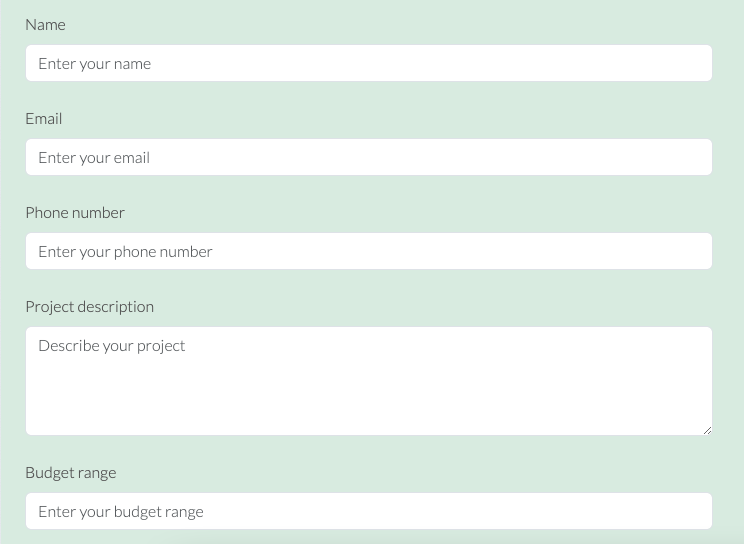 Name
Enter your name
Email
Enter your email
Phone number
Enter your phone number
Project description
Describe your project
Budget range
Enter your budget range